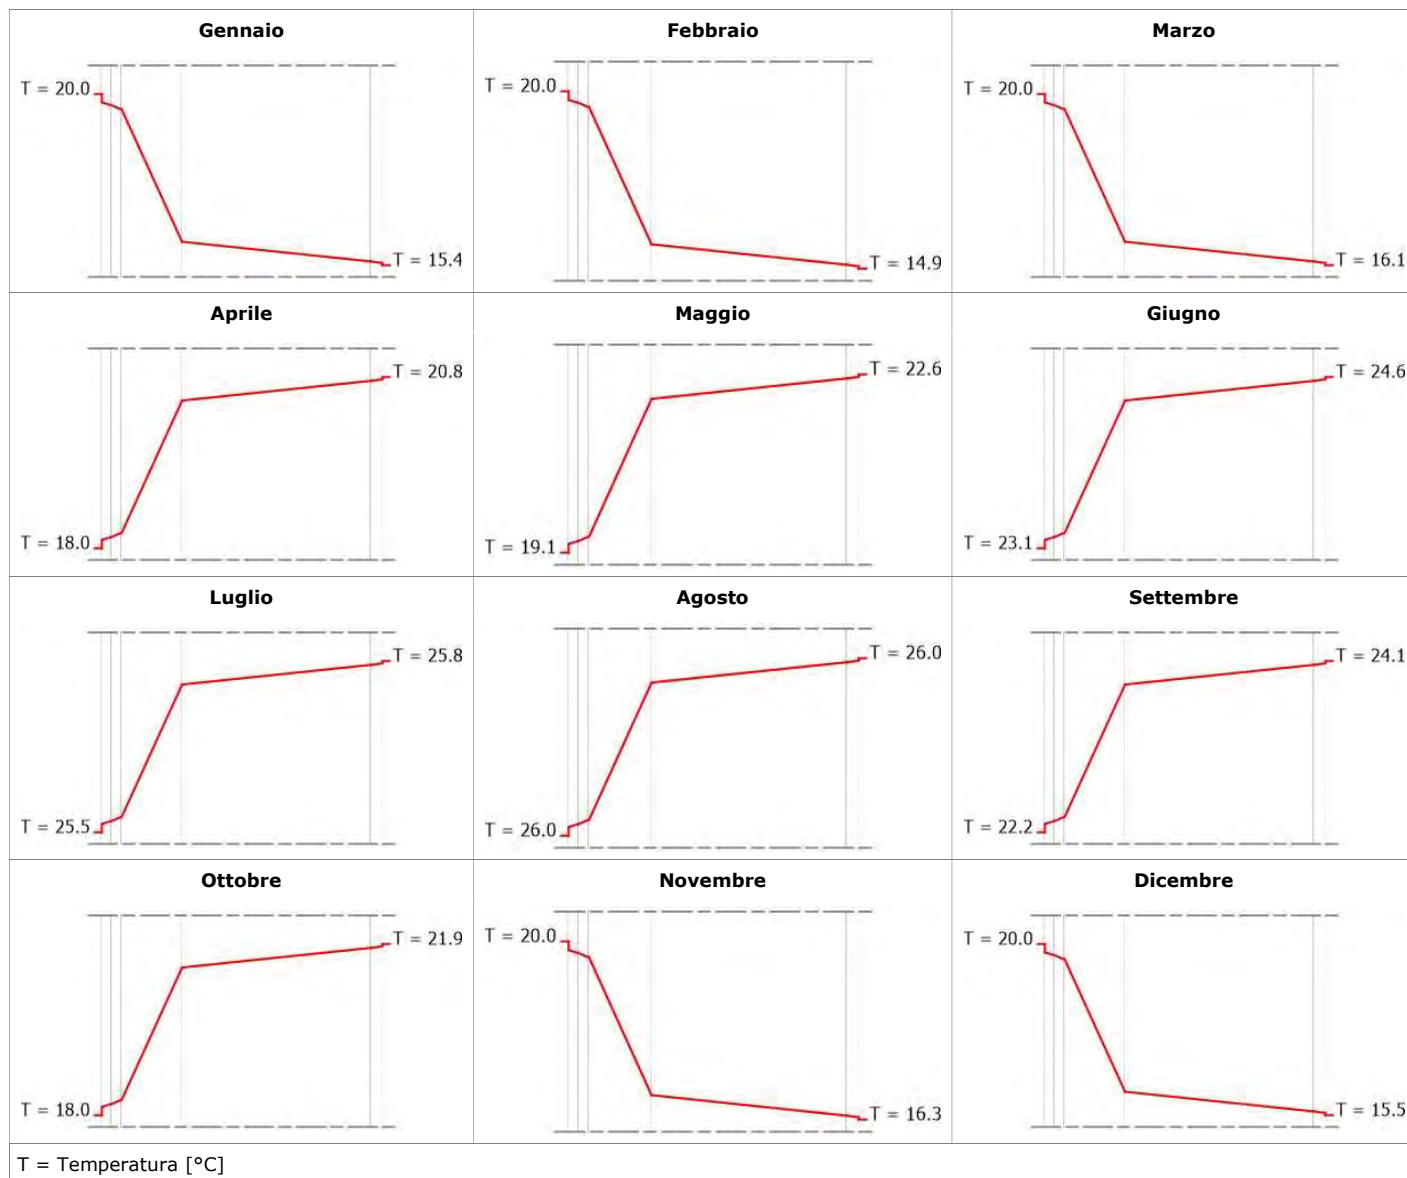 Gennaio
Febbraio
Marzo
T = 20.0
T = 15.4
T = 20.0
T = 14.9
T = 20.0
T = 16.1
Aprile
Maggio
Giugno
T = 20.8
T = 18.0
T = 22.6
T = 19.1
T = 24.6
T = 23.1
Luglio
Agosto
Settembre
T = 25.8
T = 25.5
T = 26.0
T = 26.0
T = 24.1
T = 22.2
Ottobre
Novembre
Dicembre
T = 21.9
T = 18.0
T = 20.0
T = 16.3
T = 20.0
T = 15.5
T = Temperatura [°C]